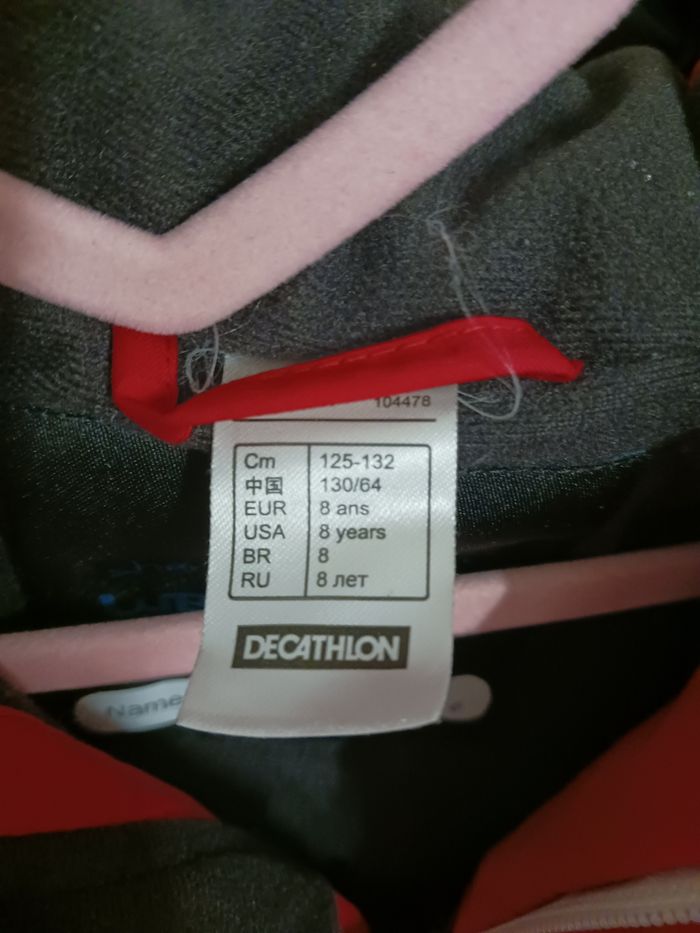 104478
Cm 125-132
中国 130/64
EUR 8 ans
USA 8 years
BR 8
RU 8 лет
DECATHLON
Name